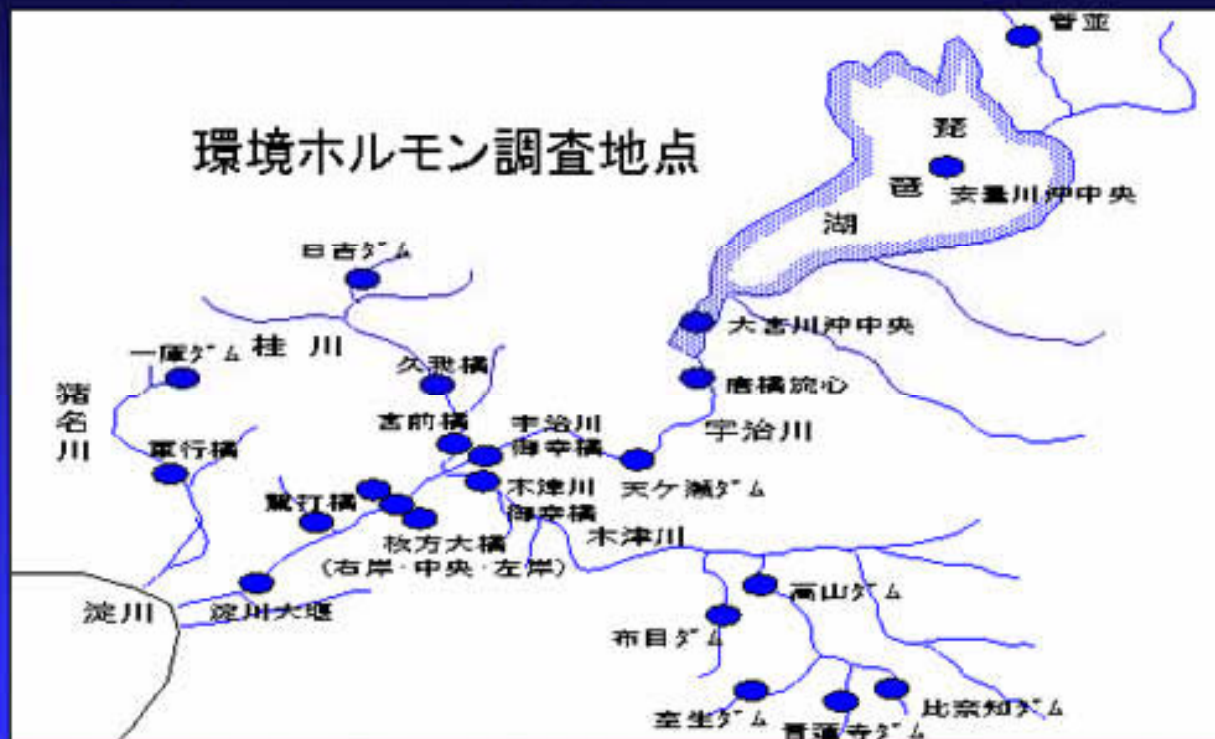 環境ホルモン調査地点
菅並
琵
琶
湖
安曇川沖中央
大宮川沖中央
唐橋流心
宇治川
天ケ瀬ダム
日吉ダム
桂川
久我橋
宮前橋
宇治川
御幸橋
木津川
御幸橋
木津川
一庫ダム
猪名川
軍行橋
鷺打橋
枚方大橋
(右岸・中央・左岸)
淀川
淀川大堰
高山ダム
布目ダム
室生ダム
青蓮寺ダム
比奈知ダム